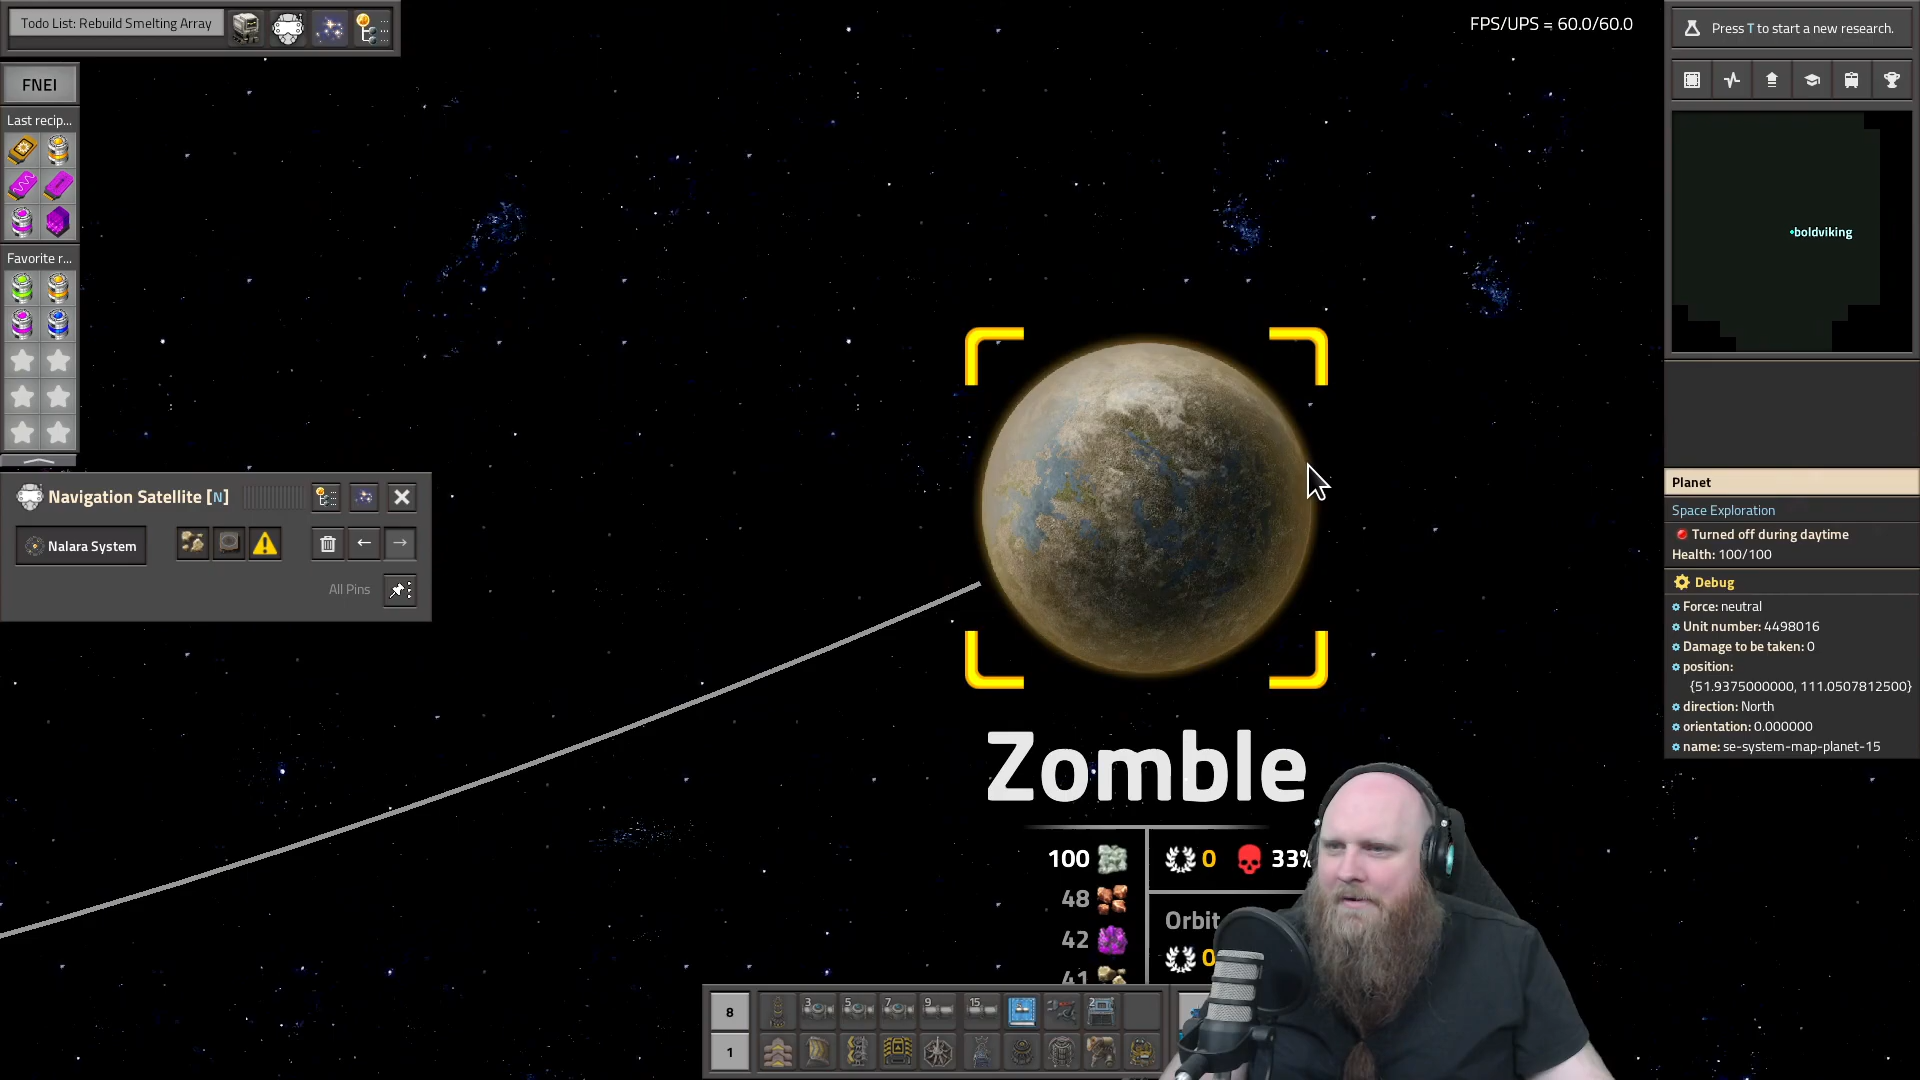 Todo List: Rebuild Smelting Array
FPS/UPS = 60.0/60.0
Press T to start a new research.
FNEI
Last recip...
Favorite r...
boldviking
Navigation Satellite [N]
Nalara System
All Pins
Planet
Space Exploration
Turned off during daytime
Health: 100/100
Debug
Force: neutral
Unit number: 4498016
Damage to be taken: 0
position:
{51.9375000000, 111.0507812500}
direction: North
orientation: 0.000000
name: se-system-map-planet-15
Zomble
100
48
42
41
0
33%
Orbit
0
8
3
5
7
9
15
2
1